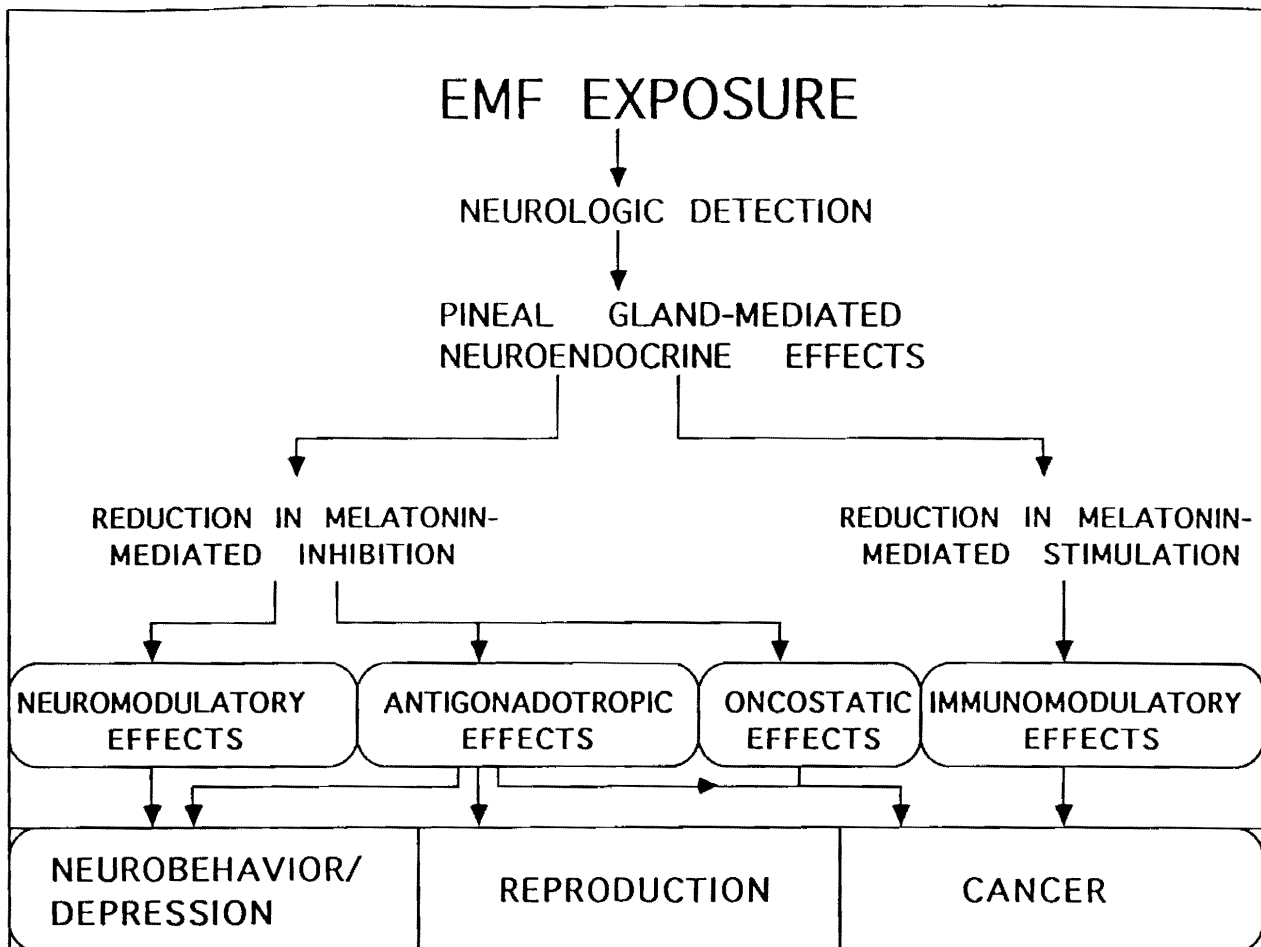 EMF EXPOSURE
NEUROLOGIC DETECTION
PINEAL GLAND-MEDIATED
NEUROENDOCRINE EFFECTS
REDUCTION IN MELATONIN-
MEDIATED INHIBITION
REDUCTION IN MELATONIN-
MEDIATED STIMULATION
NEUROMODULATORY
EFFECTS
ANTIGONADOTROPIC
EFFECTS
ONCOSTATIC
EFFECTS
IMMUNOMODULATORY
EFFECTS
NEUROBEHAVIOR/
DEPRESSION
REPRODUCTION
CANCER